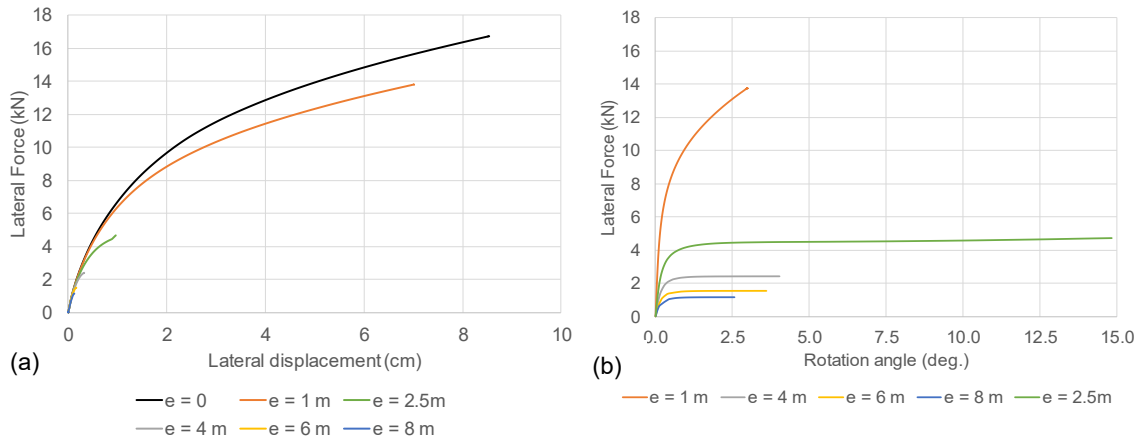 18
16
14
12
10
8
6
4
2
0
Lateral Force (kN)
0 2 4 6 8 10
Lateral displacement (cm)
(a)
e = 0 e = 1 m e = 2.5m
e = 4 m e = 6 m e = 8 m
18
16
14
12
10
8
6
4
2
0
Lateral Force (kN)
0.0 2.5 5.0 7.5 10.0 12.5 15.0
Rotation angle (deg.)
(b)
e = 1 m e = 4 m e = 6 m e = 8 m e = 2.5m